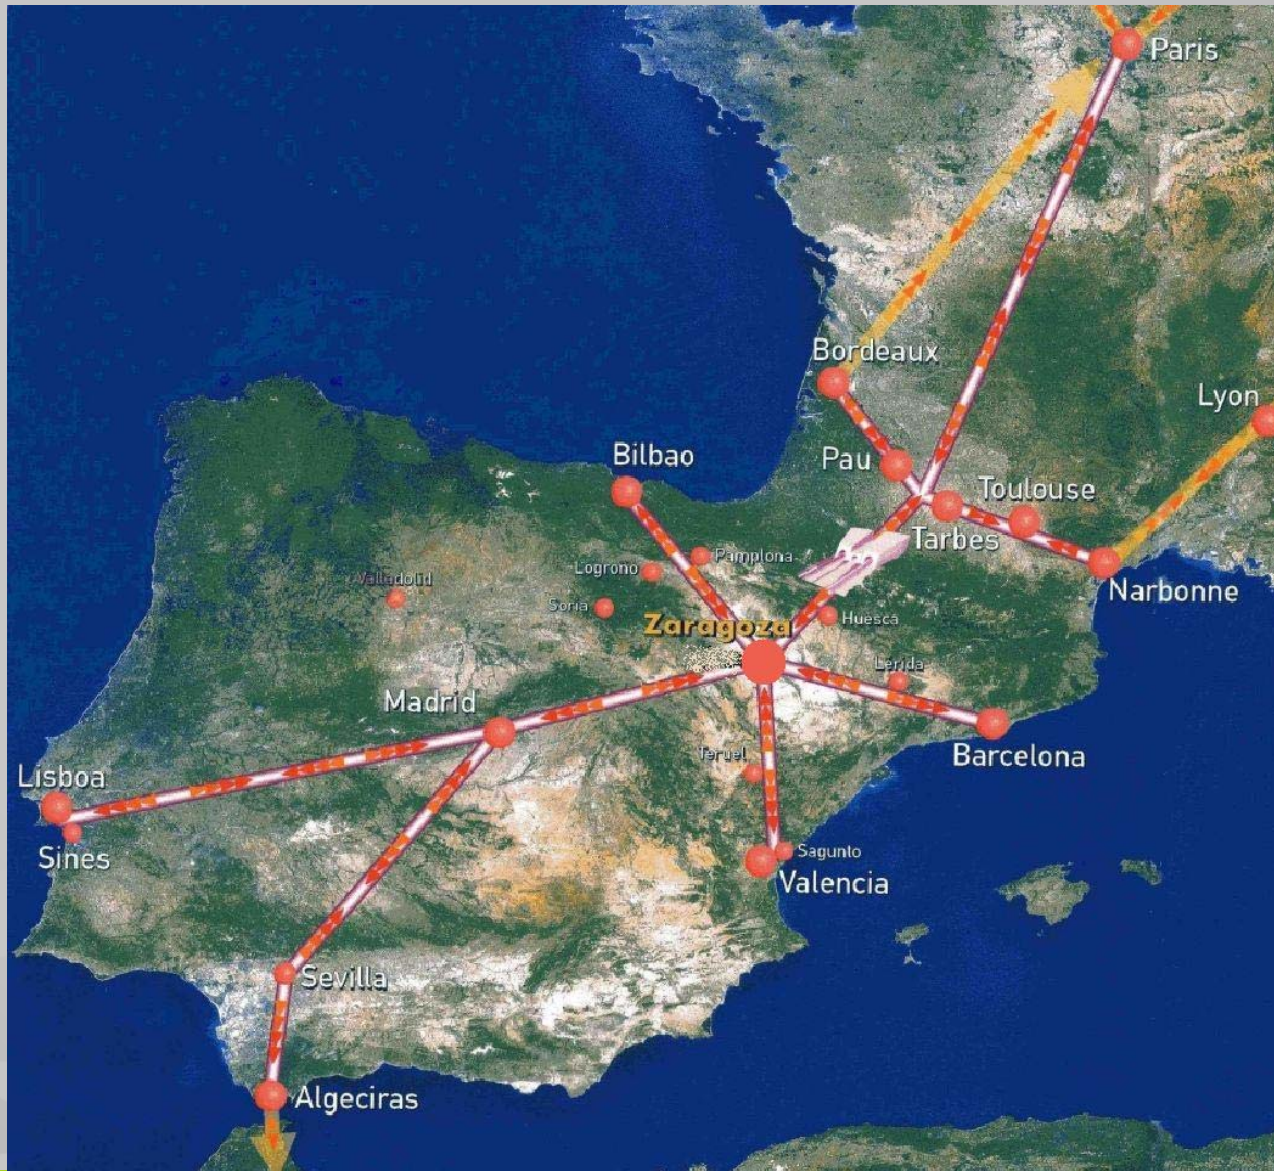 Paris
Bordeaux
Lyon
Bilbao
Pau
Toulouse
Tarbes
Pamplona
Logrono
Narbonne
Valladolid
Soria
Huesca
Zaragoza
Lerida
Madrid
Barcelona
Teruel
Lisboa
Sines
Sagunto
Valencia
Sevilla
Algeciras